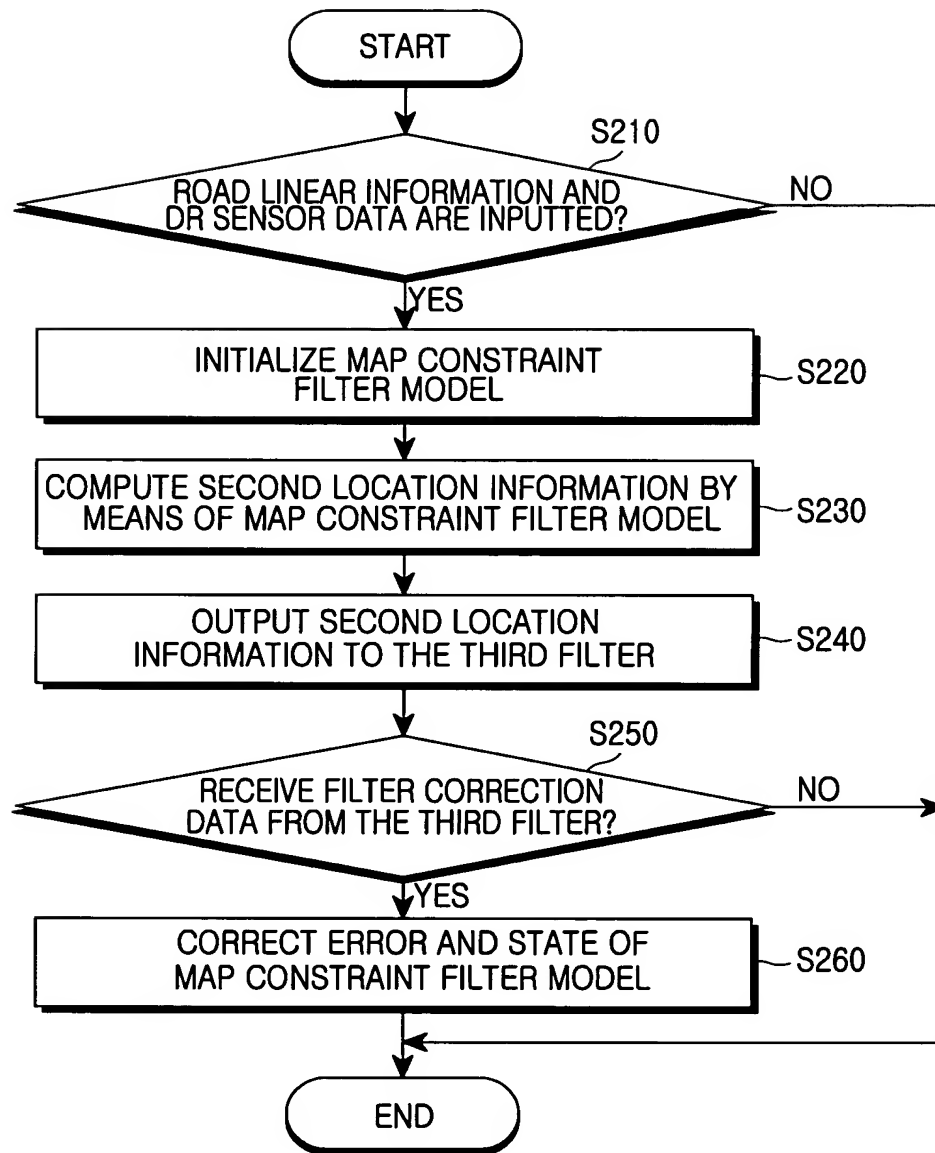 START
S210
ROAD LINEAR INFORMATION AND
DR SENSOR DATA ARE INPUTTED?
NO
YES
INITIALIZE MAP CONSTRAINT
FILTER MODEL
S220
COMPUTE SECOND LOCATION INFORMATION BY
MEANS OF MAP CONSTRAINT FILTER MODEL
S230
OUTPUT SECOND LOCATION
INFORMATION TO THE THIRD FILTER
S240
S250
RECEIVE FILTER CORRECTION
DATA FROM THE THIRD FILTER?
NO
YES
CORRECT ERROR AND STATE OF
MAP CONSTRAINT FILTER MODEL
S260
END